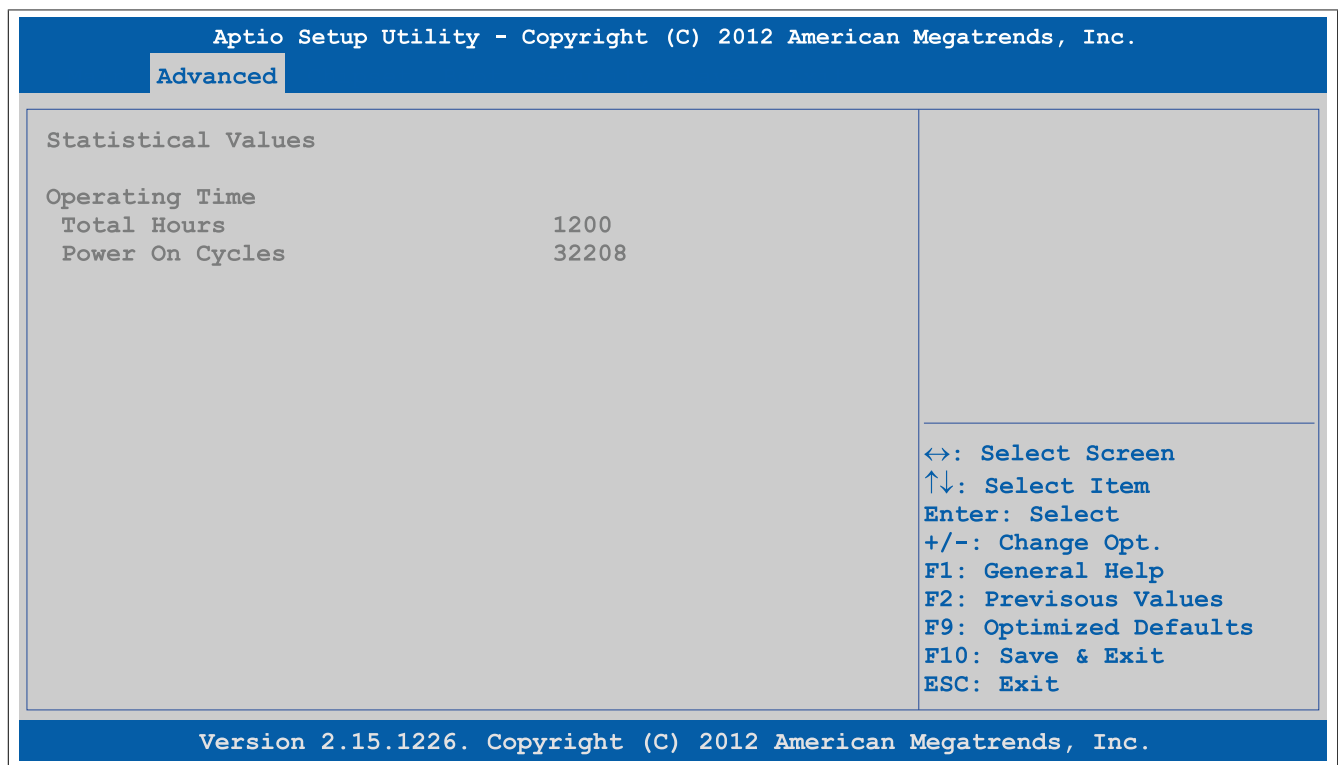 Aptio Setup Utility - Copyright (C) 2012 American Megatrends, Inc.
Advanced
Statistical Values
Operating Time
Total Hours 1200
Power On Cycles 32208
↔: Select Screen
↑↓: Select Item
Enter: Select
+/-: Change Opt.
F1: General Help
F2: Previsous Values
F9: Optimized Defaults
F10: Save & Exit
ESC: Exit
Version 2.15.1226. Copyright (C) 2012 American Megatrends, Inc.